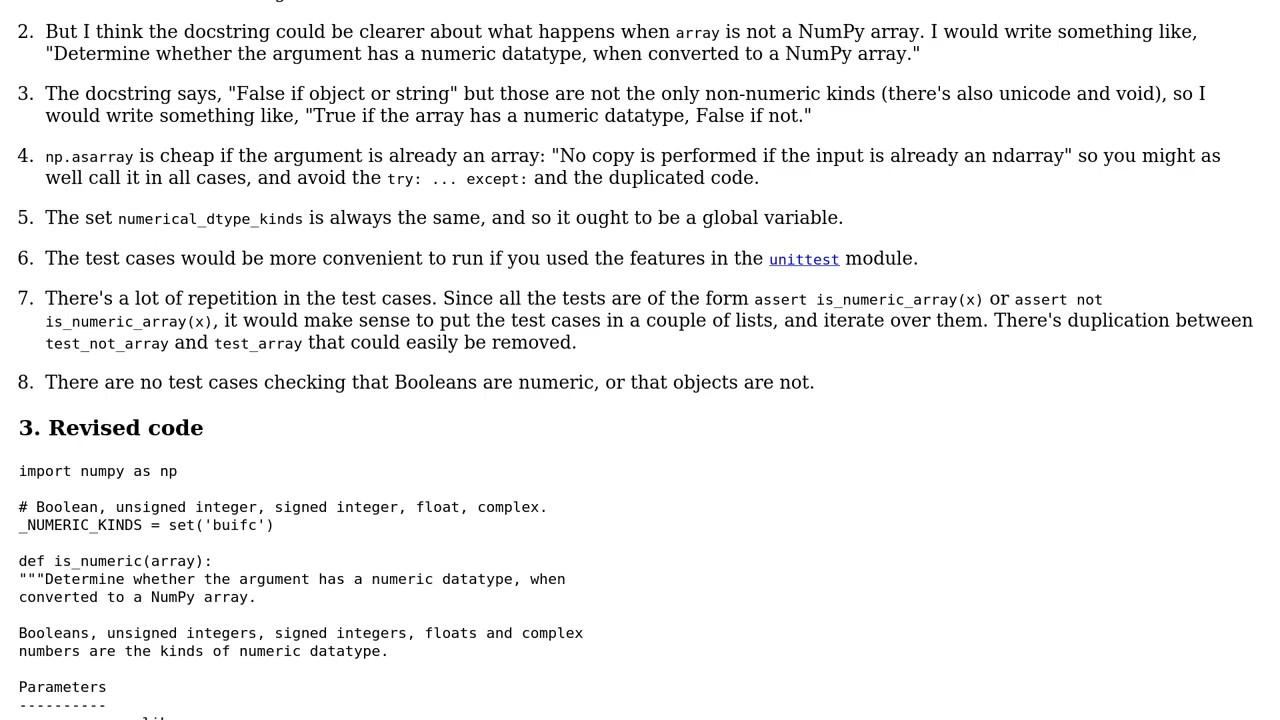 2. But I think the docstring could be clearer about what happens when array is not a NumPy array. I would write something like,
"Determine whether the argument has a numeric datatype, when converted to a NumPy array."
3. The docstring says, "False if object or string" but those are not the only non-numeric kinds (there's also unicode and void), so I
would write something like, "True if the array has a numeric datatype, False if not."
4. np.asarray is cheap if the argument is already an array: "No copy is performed if the input is already an ndarray" so you might as
well call it in all cases, and avoid the try: ... except: and the duplicated code.
5. The set numerical_dtype_kinds is always the same, and so it ought to be a global variable.
6. The test cases would be more convenient to run if you used the features in the unittest module.
7. There's a lot of repetition in the test cases. Since all the tests are of the form assert is_numeric_array(x) or assert not
is_numeric_array(x), it would make sense to put the test cases in a couple of lists, and iterate over them. There's duplication between
test_not_array and test_array that could easily be removed.
8. There are no test cases checking that Booleans are numeric, or that objects are not.
3. Revised code
import numpy as np
# Boolean, unsigned integer, signed integer, float, complex.
_NUMERIC_KINDS = set('buifc')
def is_numeric(array):
"""Determine whether the argument has a numeric datatype, when
converted to a NumPy array.
Booleans, unsigned integers, signed integers, floats and complex
numbers are the kinds of numeric datatype.
Parameters
----------